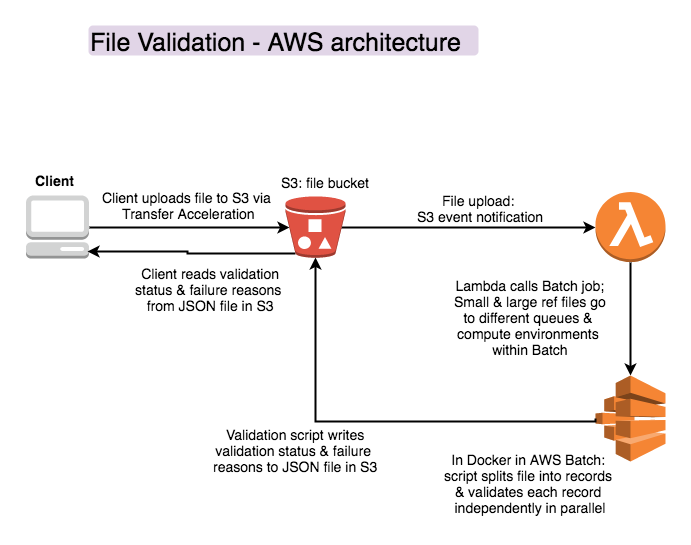 File Validation - AWS architecture
Client
Client uploads file to S3 via
Transfer Acceleration
S3: file bucket
File upload:
S3 event notification
Client reads validation
status & failure reasons
from JSON file in S3
Lambda calls Batch job;
Small & large ref files go
to different queues &
compute environments
within Batch
Validation script writes
validation status & failure
reasons to JSON file in S3
In Docker in AWS Batch:
script splits file into records
& validates each record
independently in parallel